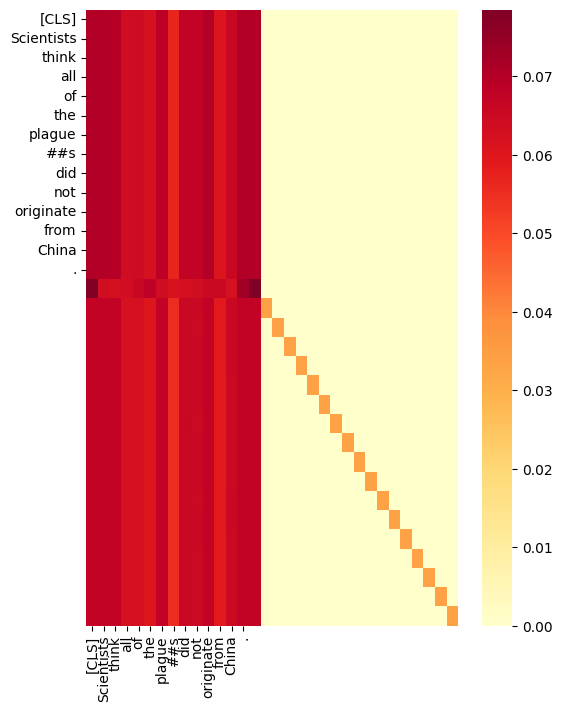 [CLS]
Scientists
think
all
of
the
plague
##s
did
not
originate
from
China
.
0.07
0.06
0.05
0.04
0.03
0.02
0.01
0.00
[CLS]
Scientists
think
all
of
the
plague
##s
did
not
originate
from
China
.